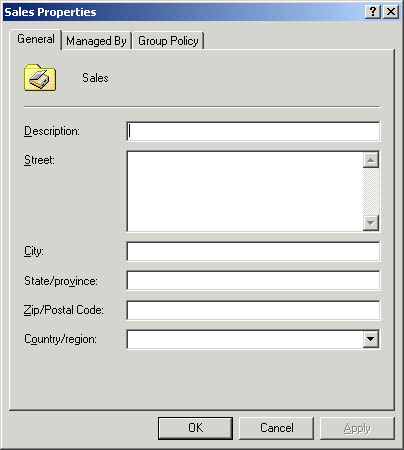 Sales Properties
General Managed By Group Policy
Sales
Description:
Street:
City:
State/province:
Zip/Postal Code:
Country/region:
OK Cancel Apply